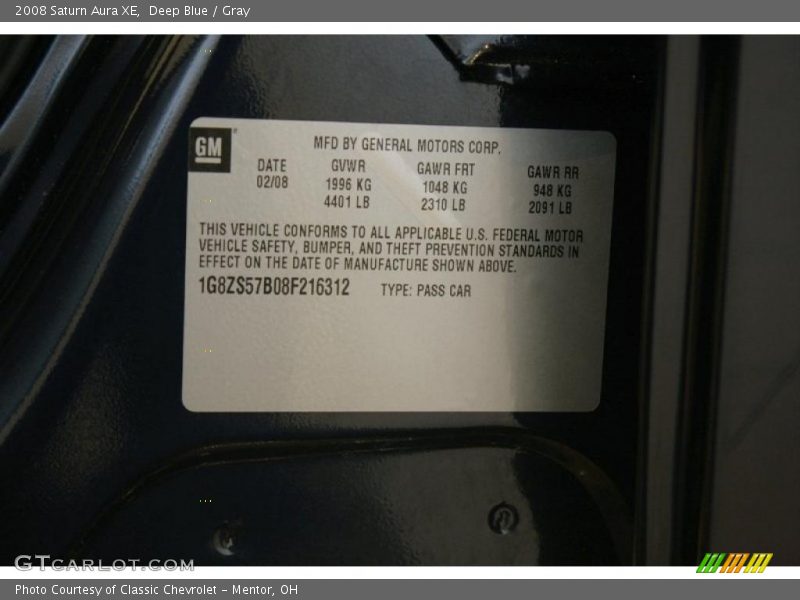 2008 Saturn Aura XE, Deep Blue / Gray
GM
MFD BY GENERAL MOTORS CORP.
DATE GVWR GAWR FRT GAWR RR
02/08 1996 KG 1048 KG 948 KG
4401 LB 2310 LB 2091 LB
THIS VEHICLE CONFORMS TO ALL APPLICABLE U.S. FEDERAL MOTOR
VEHICLE SAFETY, BUMPER, AND THEFT PREVENTION STANDARDS IN
EFFECT ON THE DATE OF MANUFACTURE SHOWN ABOVE.
1G8ZS57B08F216312 TYPE: PASS CAR
GTCARLOT.COM
Photo Courtesy of Classic Chevrolet - Mentor, OH